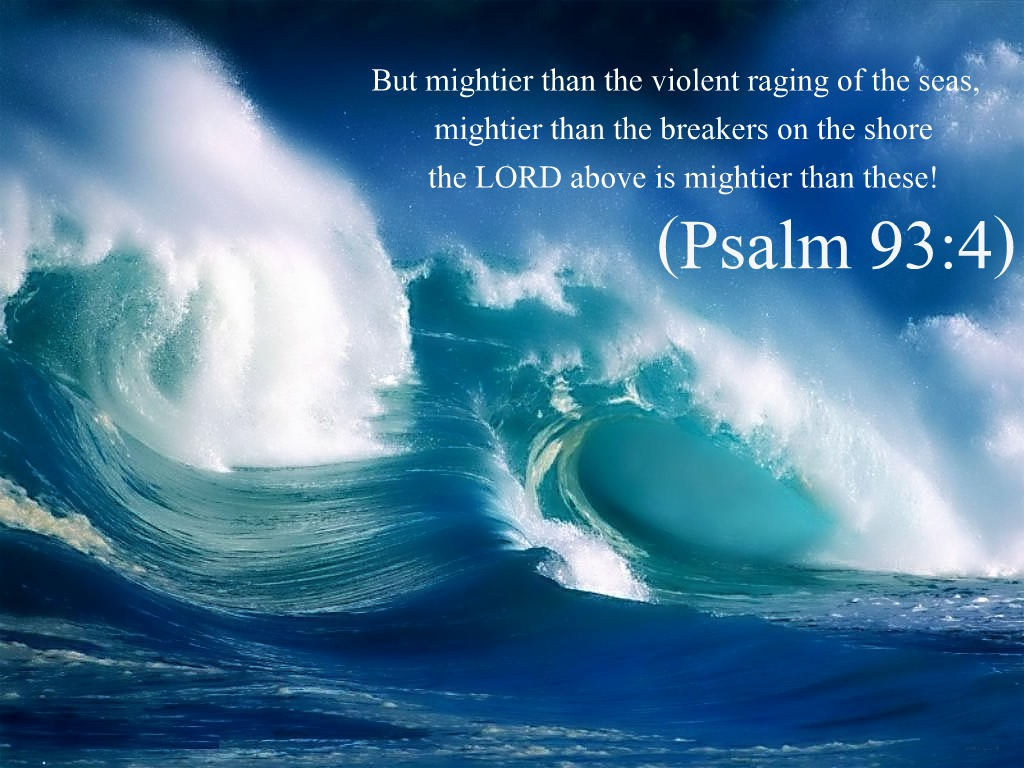 But mightier than the violent raging of the seas,
mightier than the breakers on the shore
the LORD above is mightier than these!
(Psalm 93:4)